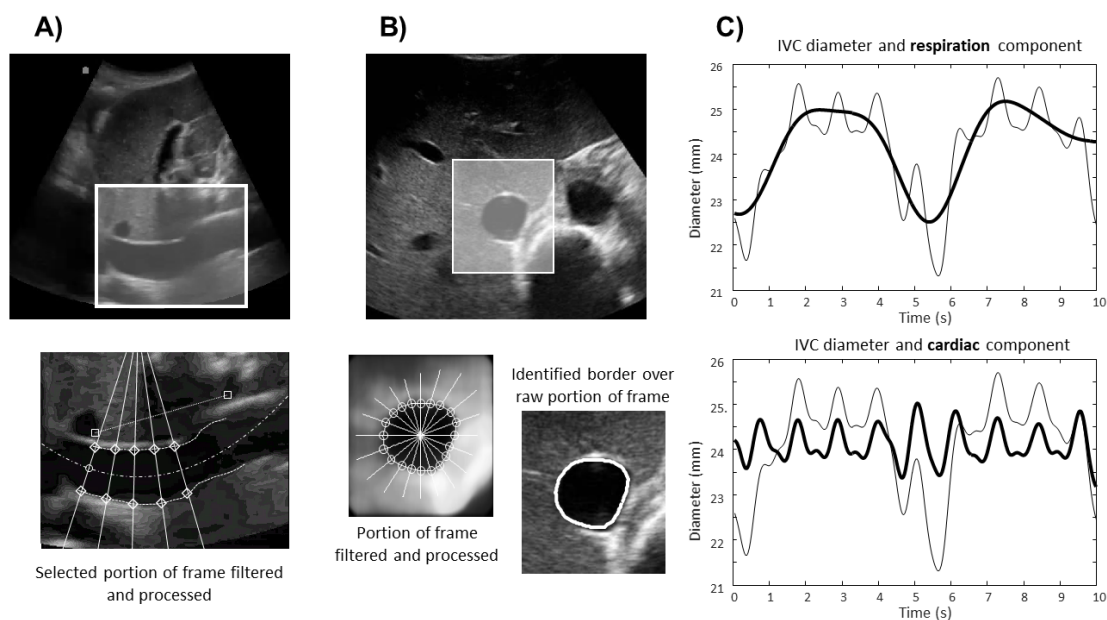 A)
B)
C)
Selected portion of frame filtered
and processed
Portion of frame
filtered and processed
Identified border over
raw portion of frame
IVC diameter and respiration component
26
25
24
23
22
21
Diameter (mm)
0 1 2 3 4 5 6 7 8 9 10
Time (s)
IVC diameter and cardiac component
26
25
24
23
22
21
Diameter (mm)
0 1 2 3 4 5 6 7 8 9 10
Time (s)